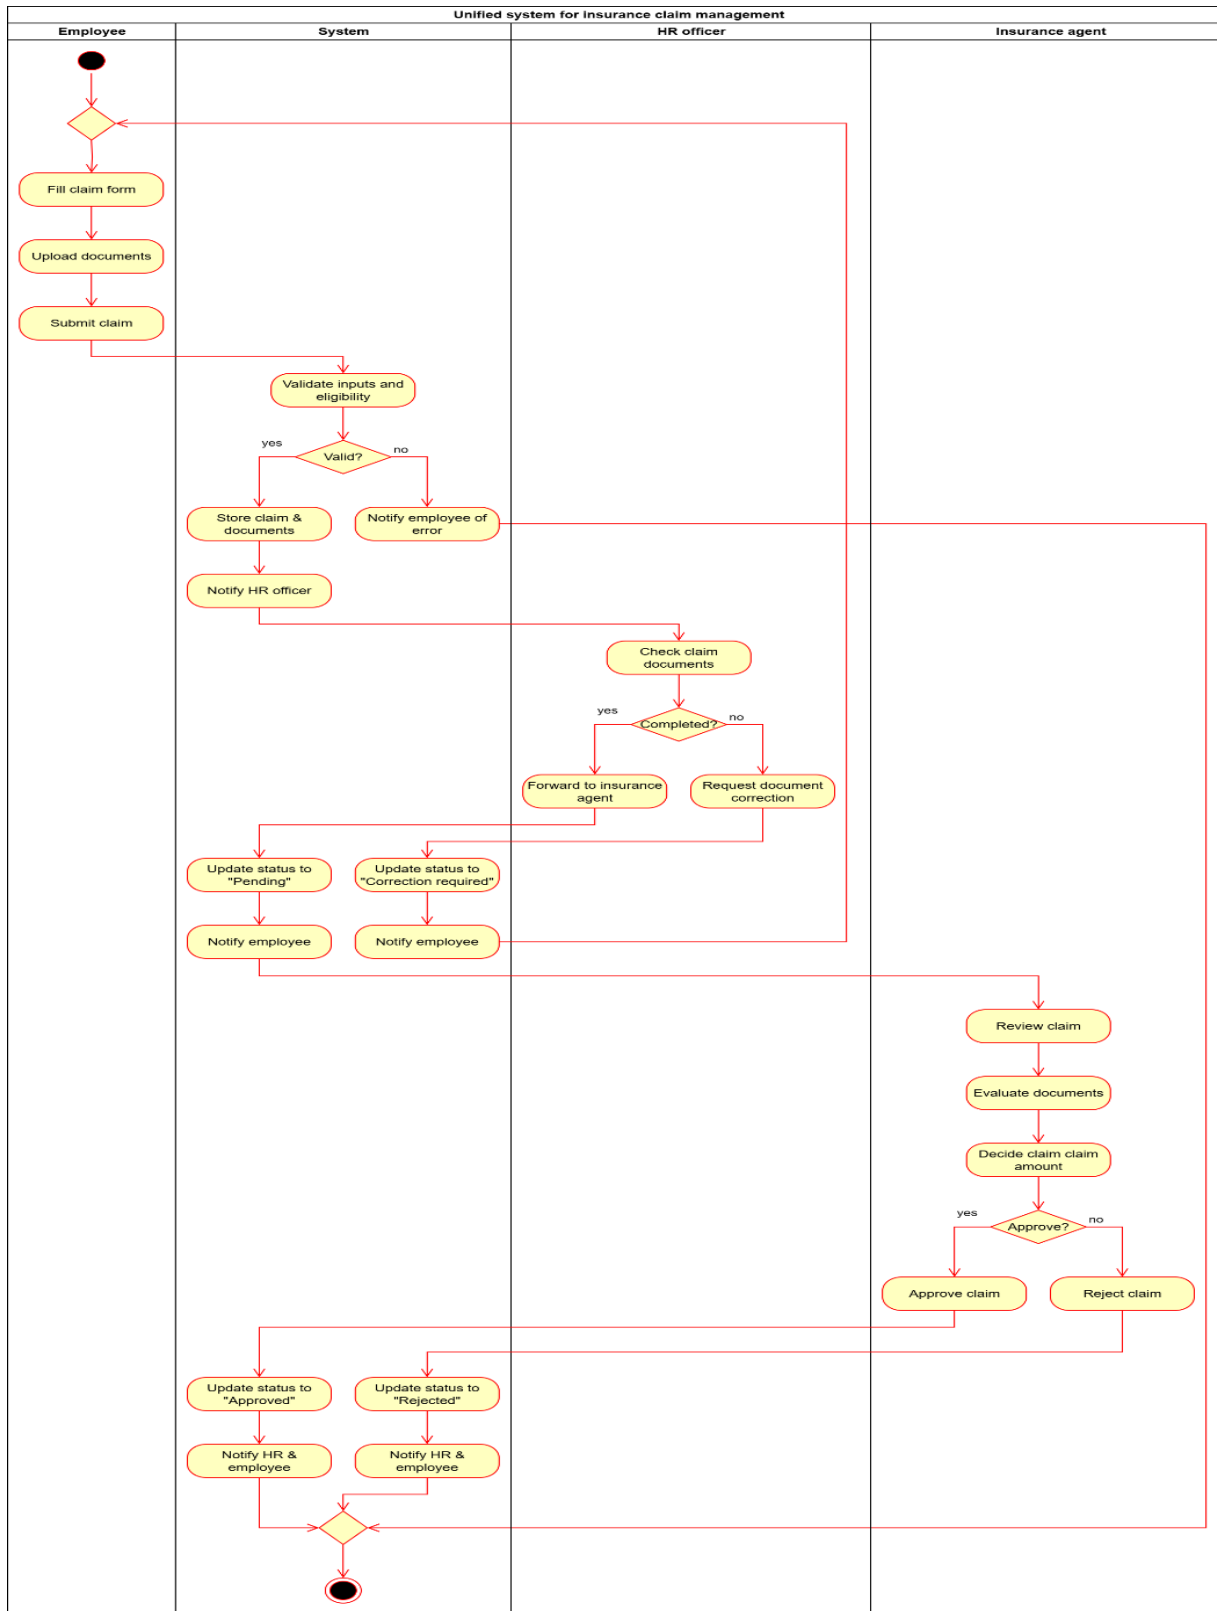 Unified system for insurance claim management
Employee
System
HR officer
Insurance agent
Fill claim form
Upload documents
Submit claim
Validate inputs and
eligibility
yes
Valid?
no
Store claim &
documents
Notify employee of
error
Notify HR officer
Check claim
documents
yes
Completed?
no
Forward to insurance
agent
Request document
correction
Update status to
"Pending"
Update status to
"Correction required"
Notify employee
Notify employee
Review claim
Evaluate documents
Decide claim claim
amount
yes
Approve?
no
Approve claim
Reject claim
Update status to
"Approved"
Update status to
"Rejected"
Notify HR &
employee
Notify HR &
employee